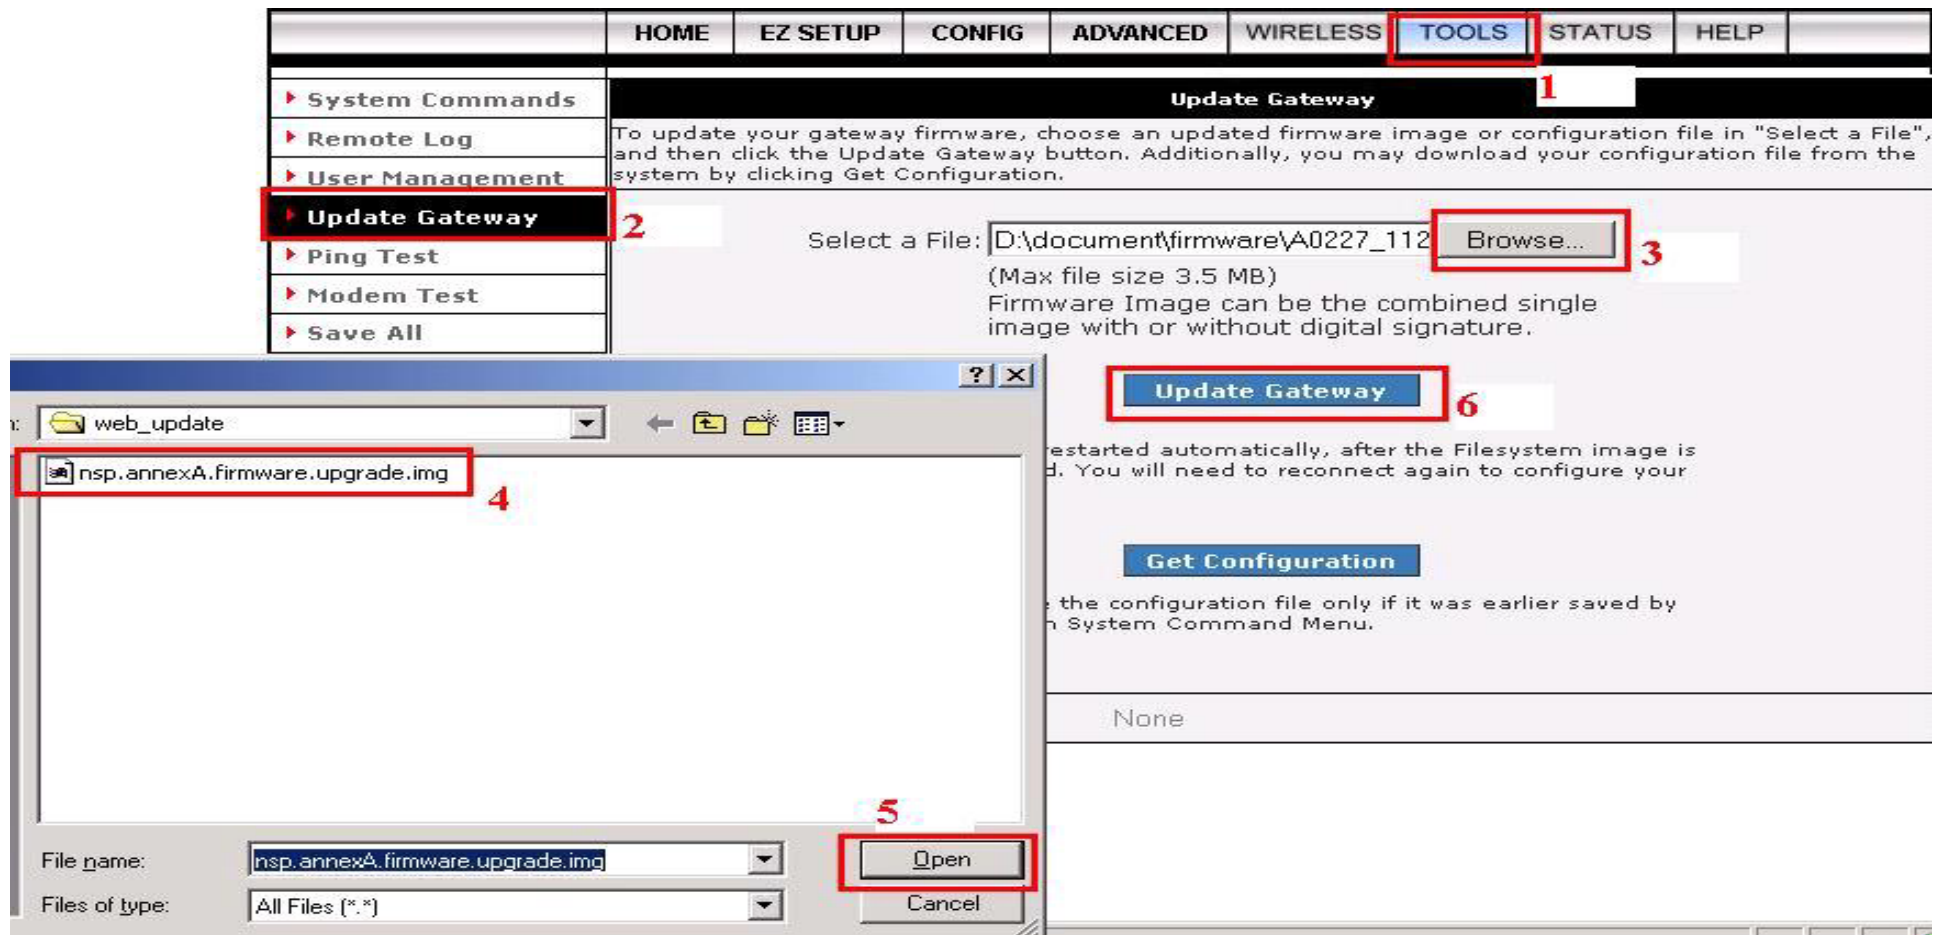 HOME EZ SETUP CONFIG ADVANCED WIRELESS TOOLS STATUS HELP
1
System Commands
Remote Log
User Management
Update Gateway
2
Ping Test
Modem Test
Save All
Update Gateway
To update your gateway firmware, choose an updated firmware image or configuration file in "Select a File",
and then click the Update Gateway button. Additionally, you may download your configuration file from the
system by clicking Get Configuration.
Select a File: D:\document\firmware\A0227_112 Browse...
3
(Max file size 3.5 MB)
Firmware Image can be the combined single
image with or without digital signature.
Update Gateway
6
estarted automatically, after the Filesystem image is
. You will need to reconnect again to configure your
Get Configuration
the configuration file only if it was earlier saved by
System Command Menu.
None
web_update
nsp.annexA.firmware.upgrade.img
4
5
File name: nsp.annexA.firmware.upgrade.img Open
Files of type: All Files (*.*) Cancel